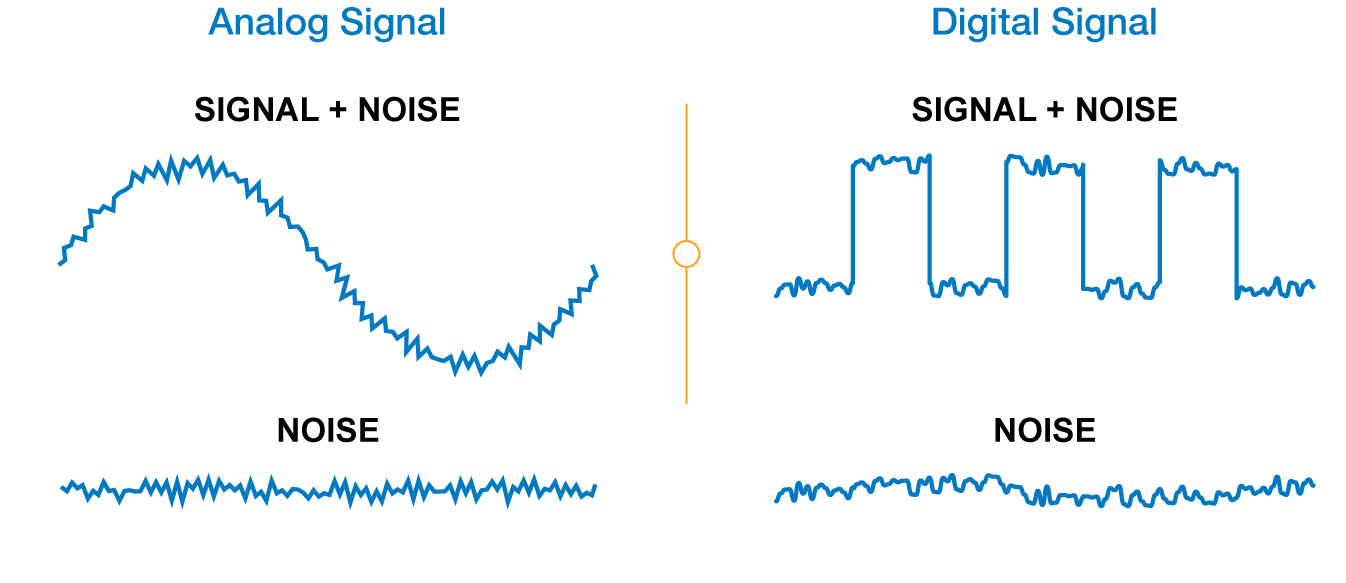 Analog Signal
Digital Signal
SIGNAL + NOISE
SIGNAL + NOISE
NOISE
NOISE